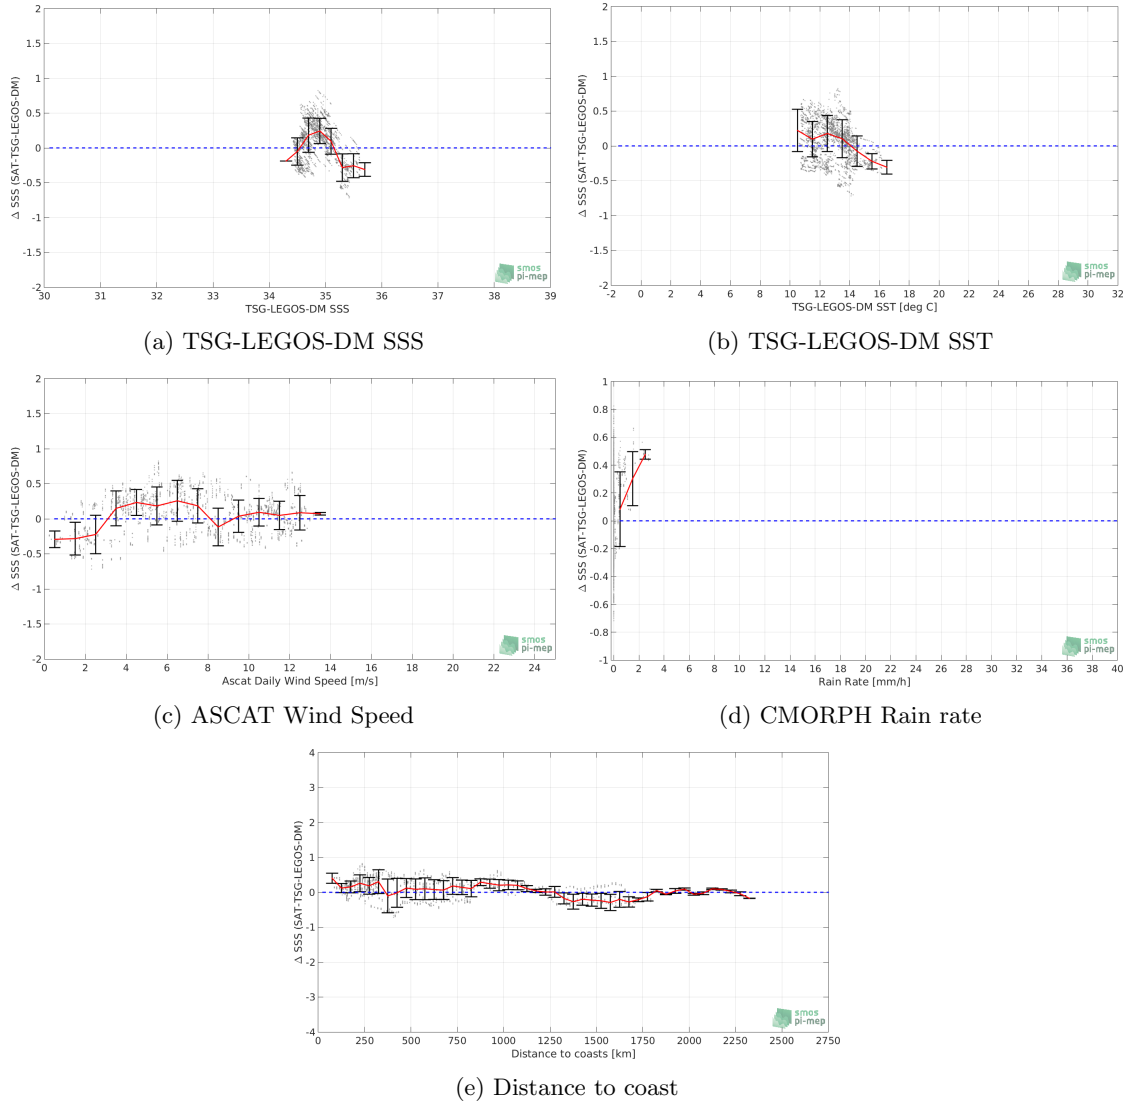 2
1.5
1
0.5
0
-0.5
-1
-1.5
-2
Δ SSS (SAT-TSG-LEGOS-DM)
30 31 32 33 34 35 36 37 38 39
TSG-LEGOS-DM SSS
smos
pi-mep
(a) TSG-LEGOS-DM SSS
2
1.5
1
0.5
0
-0.5
-1
-1.5
-2
Δ SSS (SAT-TSG-LEGOS-DM)
-2 0 2 4 6 8 10 12 14 16 18 20 22 24 26 28 30 32
TSG-LEGOS-DM SST [deg C]
smos
pi-mep
(b) TSG-LEGOS-DM SST
2
1.5
1
0.5
0
-0.5
-1
-1.5
-2
Δ SSS (SAT-TSG-LEGOS-DM)
0 2 4 6 8 10 12 14 16 18 20 22 24
Ascat Daily Wind Speed [m/s]
smos
pi-mep
(c) ASCAT Wind Speed
1
0.8
0.6
0.4
0.2
0
-0.2
-0.4
-0.6
-0.8
-1
Δ SSS (SAT-TSG-LEGOS-DM)
0 2 4 6 8 10 12 14 16 18 20 22 24 26 28 30 32 34 36 38 40
Rain Rate [mm/h]
smos
pi-mep
(d) CMORPH Rain rate
4
3
2
1
0
-1
-2
-3
-4
Δ SSS (SAT-TSG-LEGOS-DM)
0 250 500 750 1000 1250 1500 1750 2000 2250 2500 2750
Distance to coasts [km]
smos
pi-mep
(e) Distance to coast